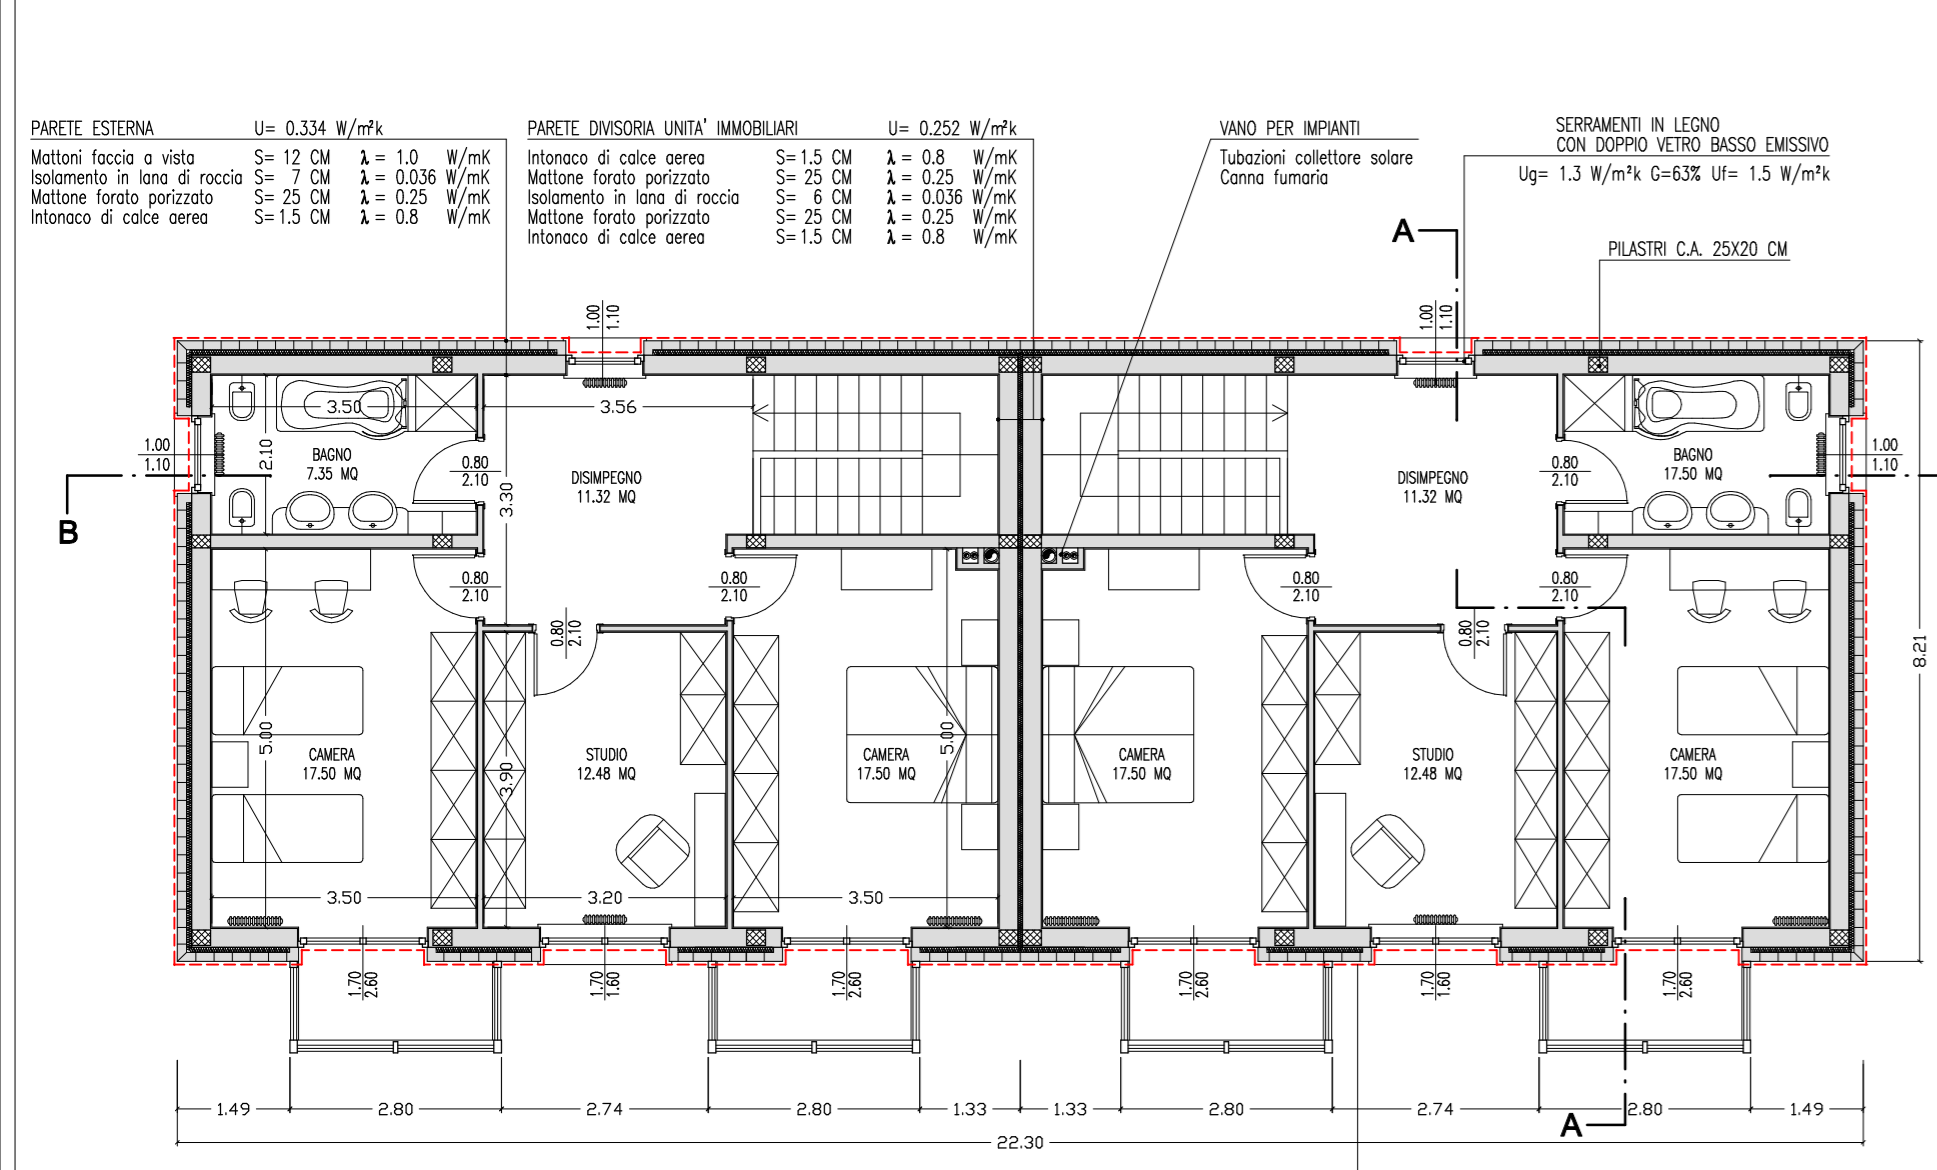 PARETE ESTERNA U= 0.334 W/m²k
Mattoni faccia a vista S= 12 CM λ = 1.0 W/mK
Isolamento in lana di roccia S= 7 CM λ = 0.036 W/mK
Mattone forato porizzato S= 25 CM λ = 0.25 W/mK
Intonaco di calce aerea S=1.5 CM λ = 0.8 W/mK
PARETE DIVISORIA UNITA' IMMOBILIARI U= 0.252 W/m²k
Intonaco di calce aerea S=1.5 CM λ = 0.8 W/mK
Mattone forato porizzato S= 25 CM λ = 0.25 W/mK
Isolamento in lana di roccia S= 6 CM λ = 0.036 W/mK
Mattone forato porizzato S= 25 CM λ = 0.25 W/mK
Intonaco di calce aerea S=1.5 CM λ = 0.8 W/mK
VANO PER IMPIANTI
Tubazioni collettore solare
Canna fumaria
SERRAMENTI IN LEGNO
CON DOPPIO VETRO BASSO EMISSIVO
Ug= 1.3 W/m²k G=63% Uf= 1.5 W/m²k
A
PILASTRI C.A. 25X20 CM
1.00
1.10
1.00
1.10
3.50
3.56
1.00
1.10
2.10
BAGNO
7.35 MQ
0.80
2.10
3.30
DISIMPEGNO
11.32 MQ
DISIMPEGNO
11.32 MQ
0.80
2.10
BAGNO
17.50 MQ
1.00
1.10
B
0.80
2.10
0.80
2.10
0.80
2.10
0.80
2.10
0.80
2.10
0.80
2.10
8.21
5.00
CAMERA
17.50 MQ
3.90
STUDIO
12.48 MQ
CAMERA
17.50 MQ
5.00
CAMERA
17.50 MQ
STUDIO
12.48 MQ
CAMERA
17.50 MQ
3.50
3.20
3.50
1.70
2.60
1.70
1.60
1.70
2.60
1.70
2.60
1.70
1.60
1.70
2.60
1.49 2.80 2.74 2.80 1.33 1.33 2.80 2.74 2.80 1.49
A
22.30